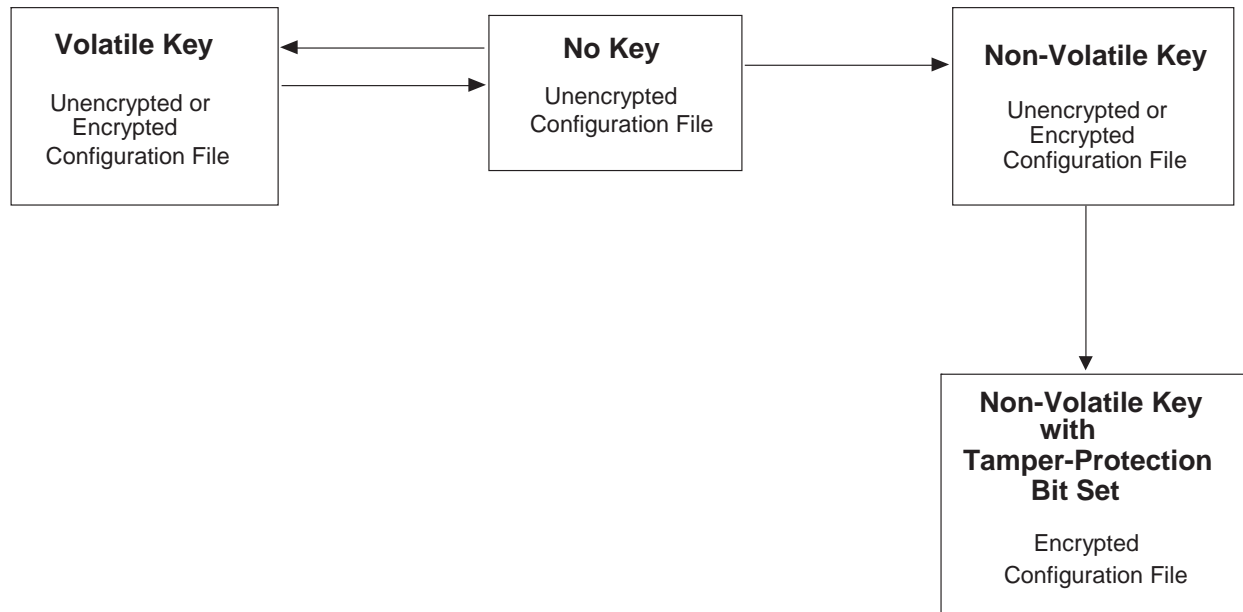 Volatile Key
Unencrypted or
Encrypted
Configuration File
No Key
Unencrypted
Configuration File
Non-Volatile Key
Unencrypted or
Encrypted
Configuration File
Non-Volatile Key
with
Tamper-Protection
Bit Set
Encrypted
Configuration File